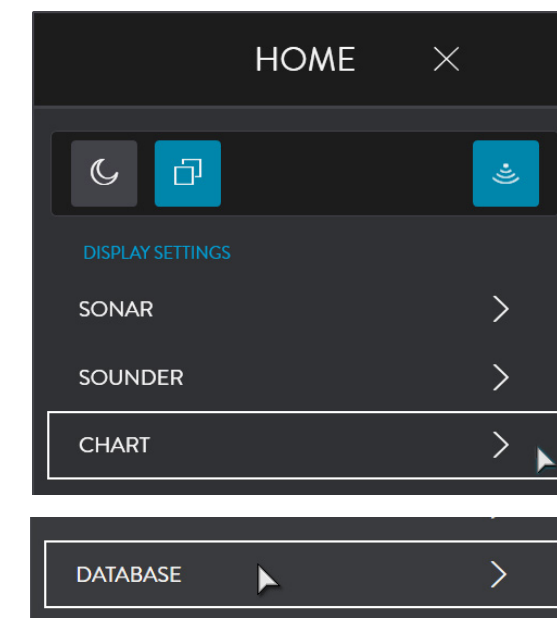 HOME
DISPLAY SETTINGS
SONAR
SOUNDER
CHART
DATABASE